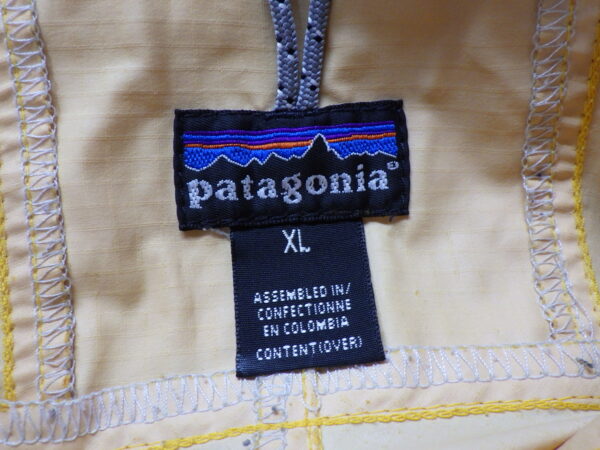 patagonia®
XL
ASSEMBLED IN/
CONFECTIONNE
EN COLOMBIA
CONTENT(OVER)